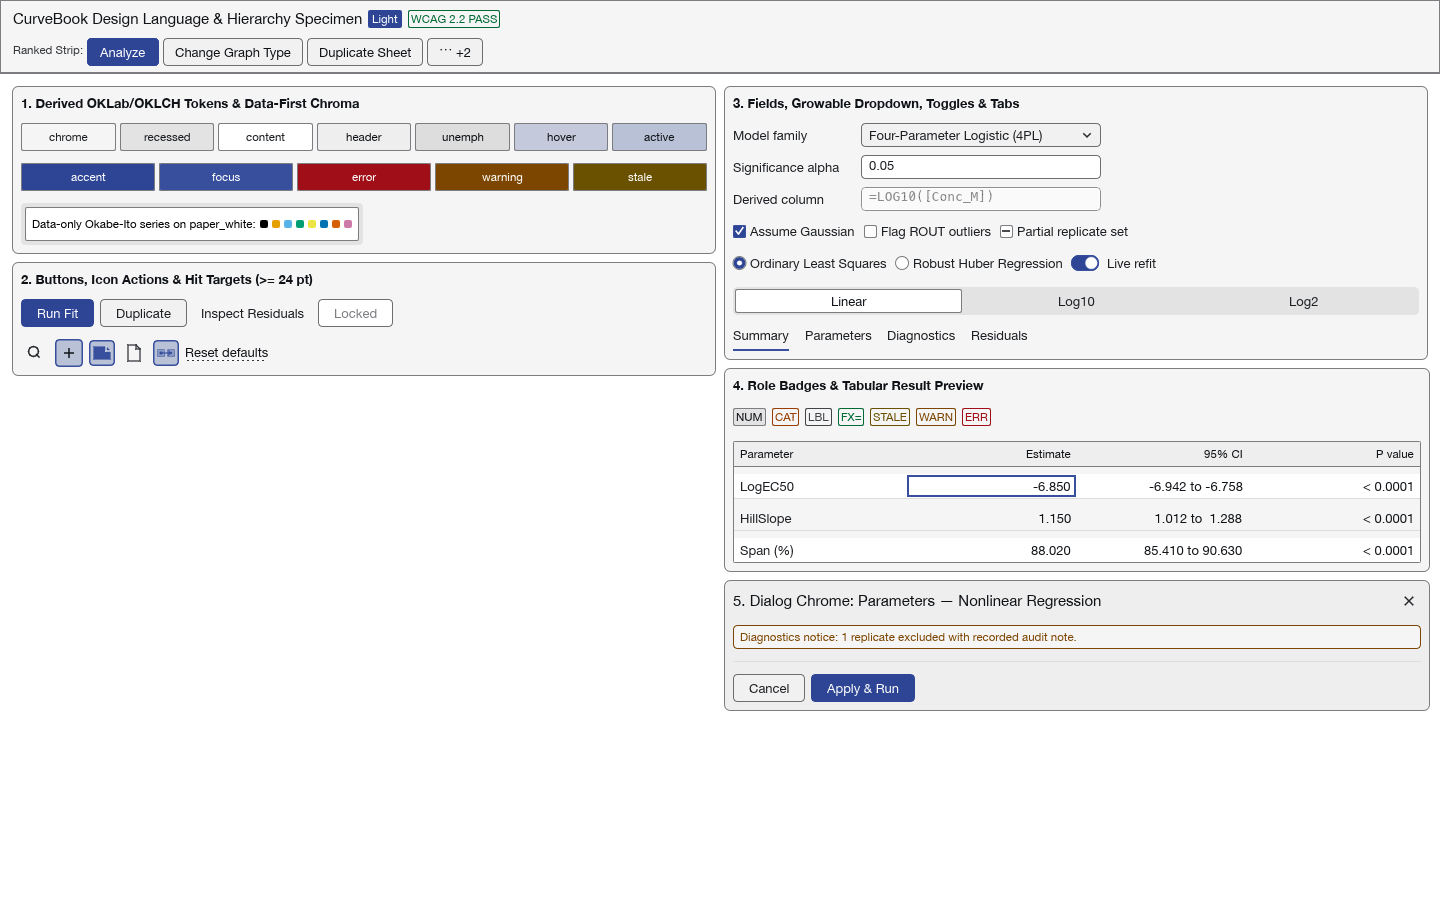 CurveBook Design Language & Hierarchy Specimen Light WCAG 2.2 PASS
Ranked Strip: Analyze Change Graph Type Duplicate Sheet ··· +2
1. Derived OKLab/OKLCH Tokens & Data-First Chroma
chrome recessed content header unemph hover active
accent focus error warning stale
Data-only Okabe-Ito series on paper_white:
2. Buttons, Icon Actions & Hit Targets (>= 24 pt)
Run Fit Duplicate Inspect Residuals Locked
Reset defaults
3. Fields, Growable Dropdown, Toggles & Tabs
Model family Four-Parameter Logistic (4PL)
Significance alpha 0.05
Derived column =LOG10([Conc_M])
Assume Gaussian Flag ROUT outliers Partial replicate set
Ordinary Least Squares Robust Huber Regression Live refit
Linear Log10 Log2
Summary Parameters Diagnostics Residuals
4. Role Badges & Tabular Result Preview
NUM CAT LBL FX= STALE WARN ERR
Parameter Estimate 95% CI P value
LogEC50 -6.850 -6.942 to -6.758 < 0.0001
HillSlope 1.150 1.012 to 1.288 < 0.0001
Span (%) 88.020 85.410 to 90.630 < 0.0001
5. Dialog Chrome: Parameters — Nonlinear Regression
Diagnostics notice: 1 replicate excluded with recorded audit note.
Cancel Apply & Run